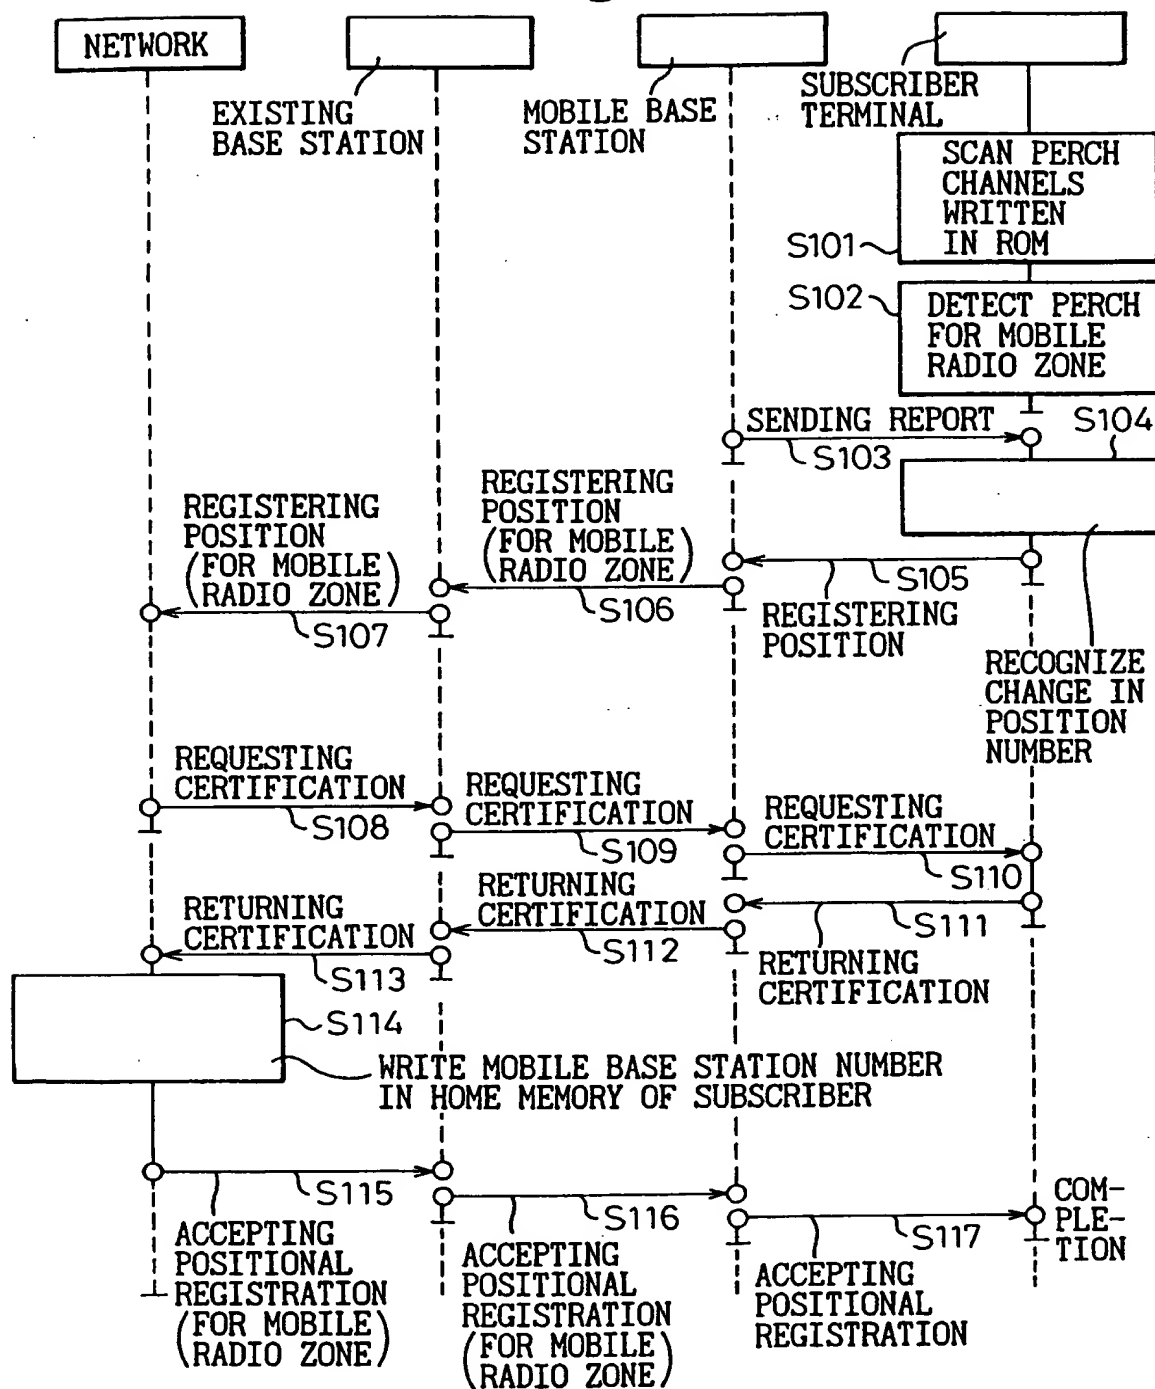 NETWORK
EXISTING
BASE STATION
MOBILE BASE
STATION
SUBSCRIBER
TERMINAL
SCAN PERCH
CHANNELS
WRITTEN
IN ROM
S101
S102
DETECT PERCH
FOR MOBILE
RADIO ZONE
SENDING REPORT
S103
S104
REGISTERING
POSITION
(FOR MOBILE)
(RADIO ZONE)
S107
REGISTERING
POSITION
(FOR MOBILE)
(RADIO ZONE)
S106
S105
REGISTERING
POSITION
RECOGNIZE
CHANGE IN
POSITION
NUMBER
REQUESTING
CERTIFICATION
S108
REQUESTING
CERTIFICATION
S109
REQUESTING
CERTIFICATION
S110
RETURNING
CERTIFICATION
S113
RETURNING
CERTIFICATION
S112
S111
RETURNING
CERTIFICATION
S114
WRITE MOBILE BASE STATION NUMBER
IN HOME MEMORY OF SUBSCRIBER
S115
ACCEPTING
POSITIONAL
REGISTRATION
(FOR MOBILE)
(RADIO ZONE)
S116
ACCEPTING
POSITIONAL
REGISTRATION
(FOR MOBILE)
(RADIO ZONE)
S117
ACCEPTING
POSITIONAL
REGISTRATION
COM-
PLE-
TION